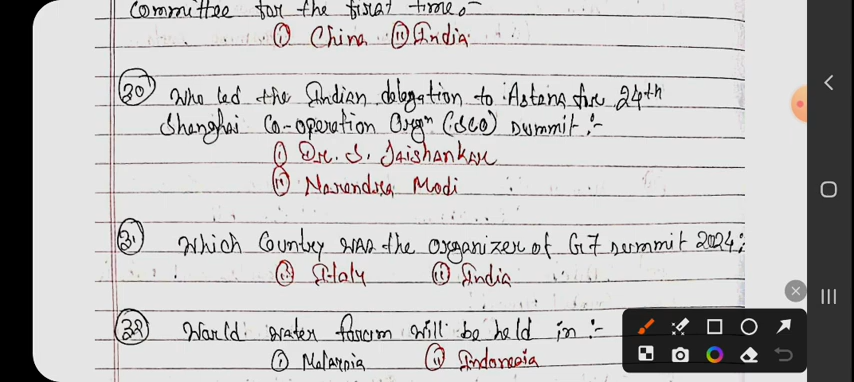 Committee for the first time:-
(i) China (ii) India
(30) Who led the Indian delegation to Astana for 24th
Shanghai Co-operation Orgⁿ (SCO) summit :-
(i) Dr. S. Jaishankar
(ii) Narendra Modi
(31) Which Country was the organizer of G7 summit 2024:
(i) Italy (ii) India
(32) World water forum will be held in :-
(i) Malarsia (ii) Indonesia